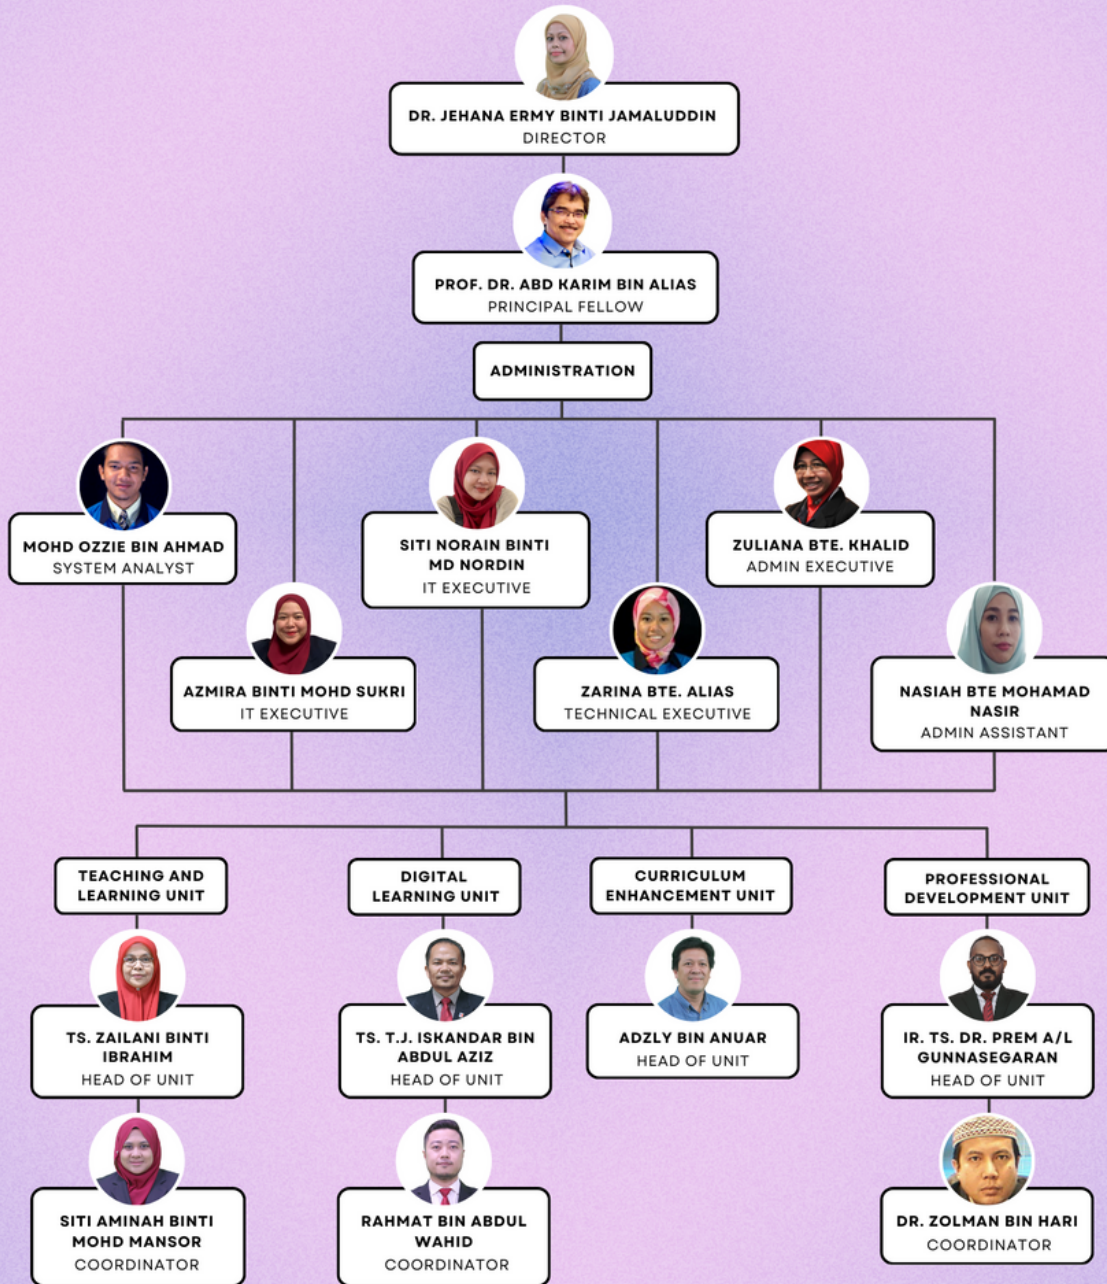 DR. JEHANA ERMY BINTI JAMALUDDIN
DIRECTOR
PROF. DR. ABD KARIM BIN ALIAS
PRINCIPAL FELLOW
ADMINISTRATION
MOHD OZZIE BIN AHMAD
SYSTEM ANALYST
SITI NORAIN BINTI
MD NORDIN
IT EXECUTIVE
ZULIANA BTE. KHALID
ADMIN EXECUTIVE
AZMIRA BINTI MOHD SUKRI
IT EXECUTIVE
ZARINA BTE. ALIAS
TECHNICAL EXECUTIVE
NASIAH BTE MOHAMAD
NASIR
ADMIN ASSISTANT
TEACHING AND
LEARNING UNIT
DIGITAL
LEARNING UNIT
CURRICULUM
ENHANCEMENT UNIT
PROFESSIONAL
DEVELOPMENT UNIT
TS. ZAILANI BINTI
IBRAHIM
HEAD OF UNIT
TS. T.J. ISKANDAR BIN
ABDUL AZIZ
HEAD OF UNIT
ADZLY BIN ANUAR
HEAD OF UNIT
IR. TS. DR. PREM A/L
GUNNASEGARAN
HEAD OF UNIT
SITI AMINAH BINTI
MOHD MANSOR
COORDINATOR
RAHMAT BIN ABDUL
WAHID
COORDINATOR
DR. ZOLMAN BIN HARI
COORDINATOR